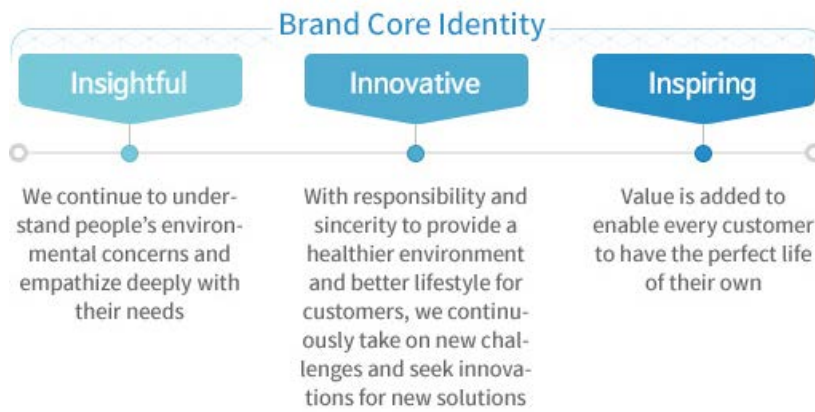 Brand Core Identity
Insightful
We continue to under-
stand people's environ-
mental concerns and
empathize deeply with
their needs
Innovative
With responsibility and
sincerity to provide a
healthier environment
and better lifestyle for
customers, we continu-
ously take on new chal-
lenges and seek innova-
tions for new solutions
Inspiring
Value is added to
enable every customer
to have the perfect life
of their own